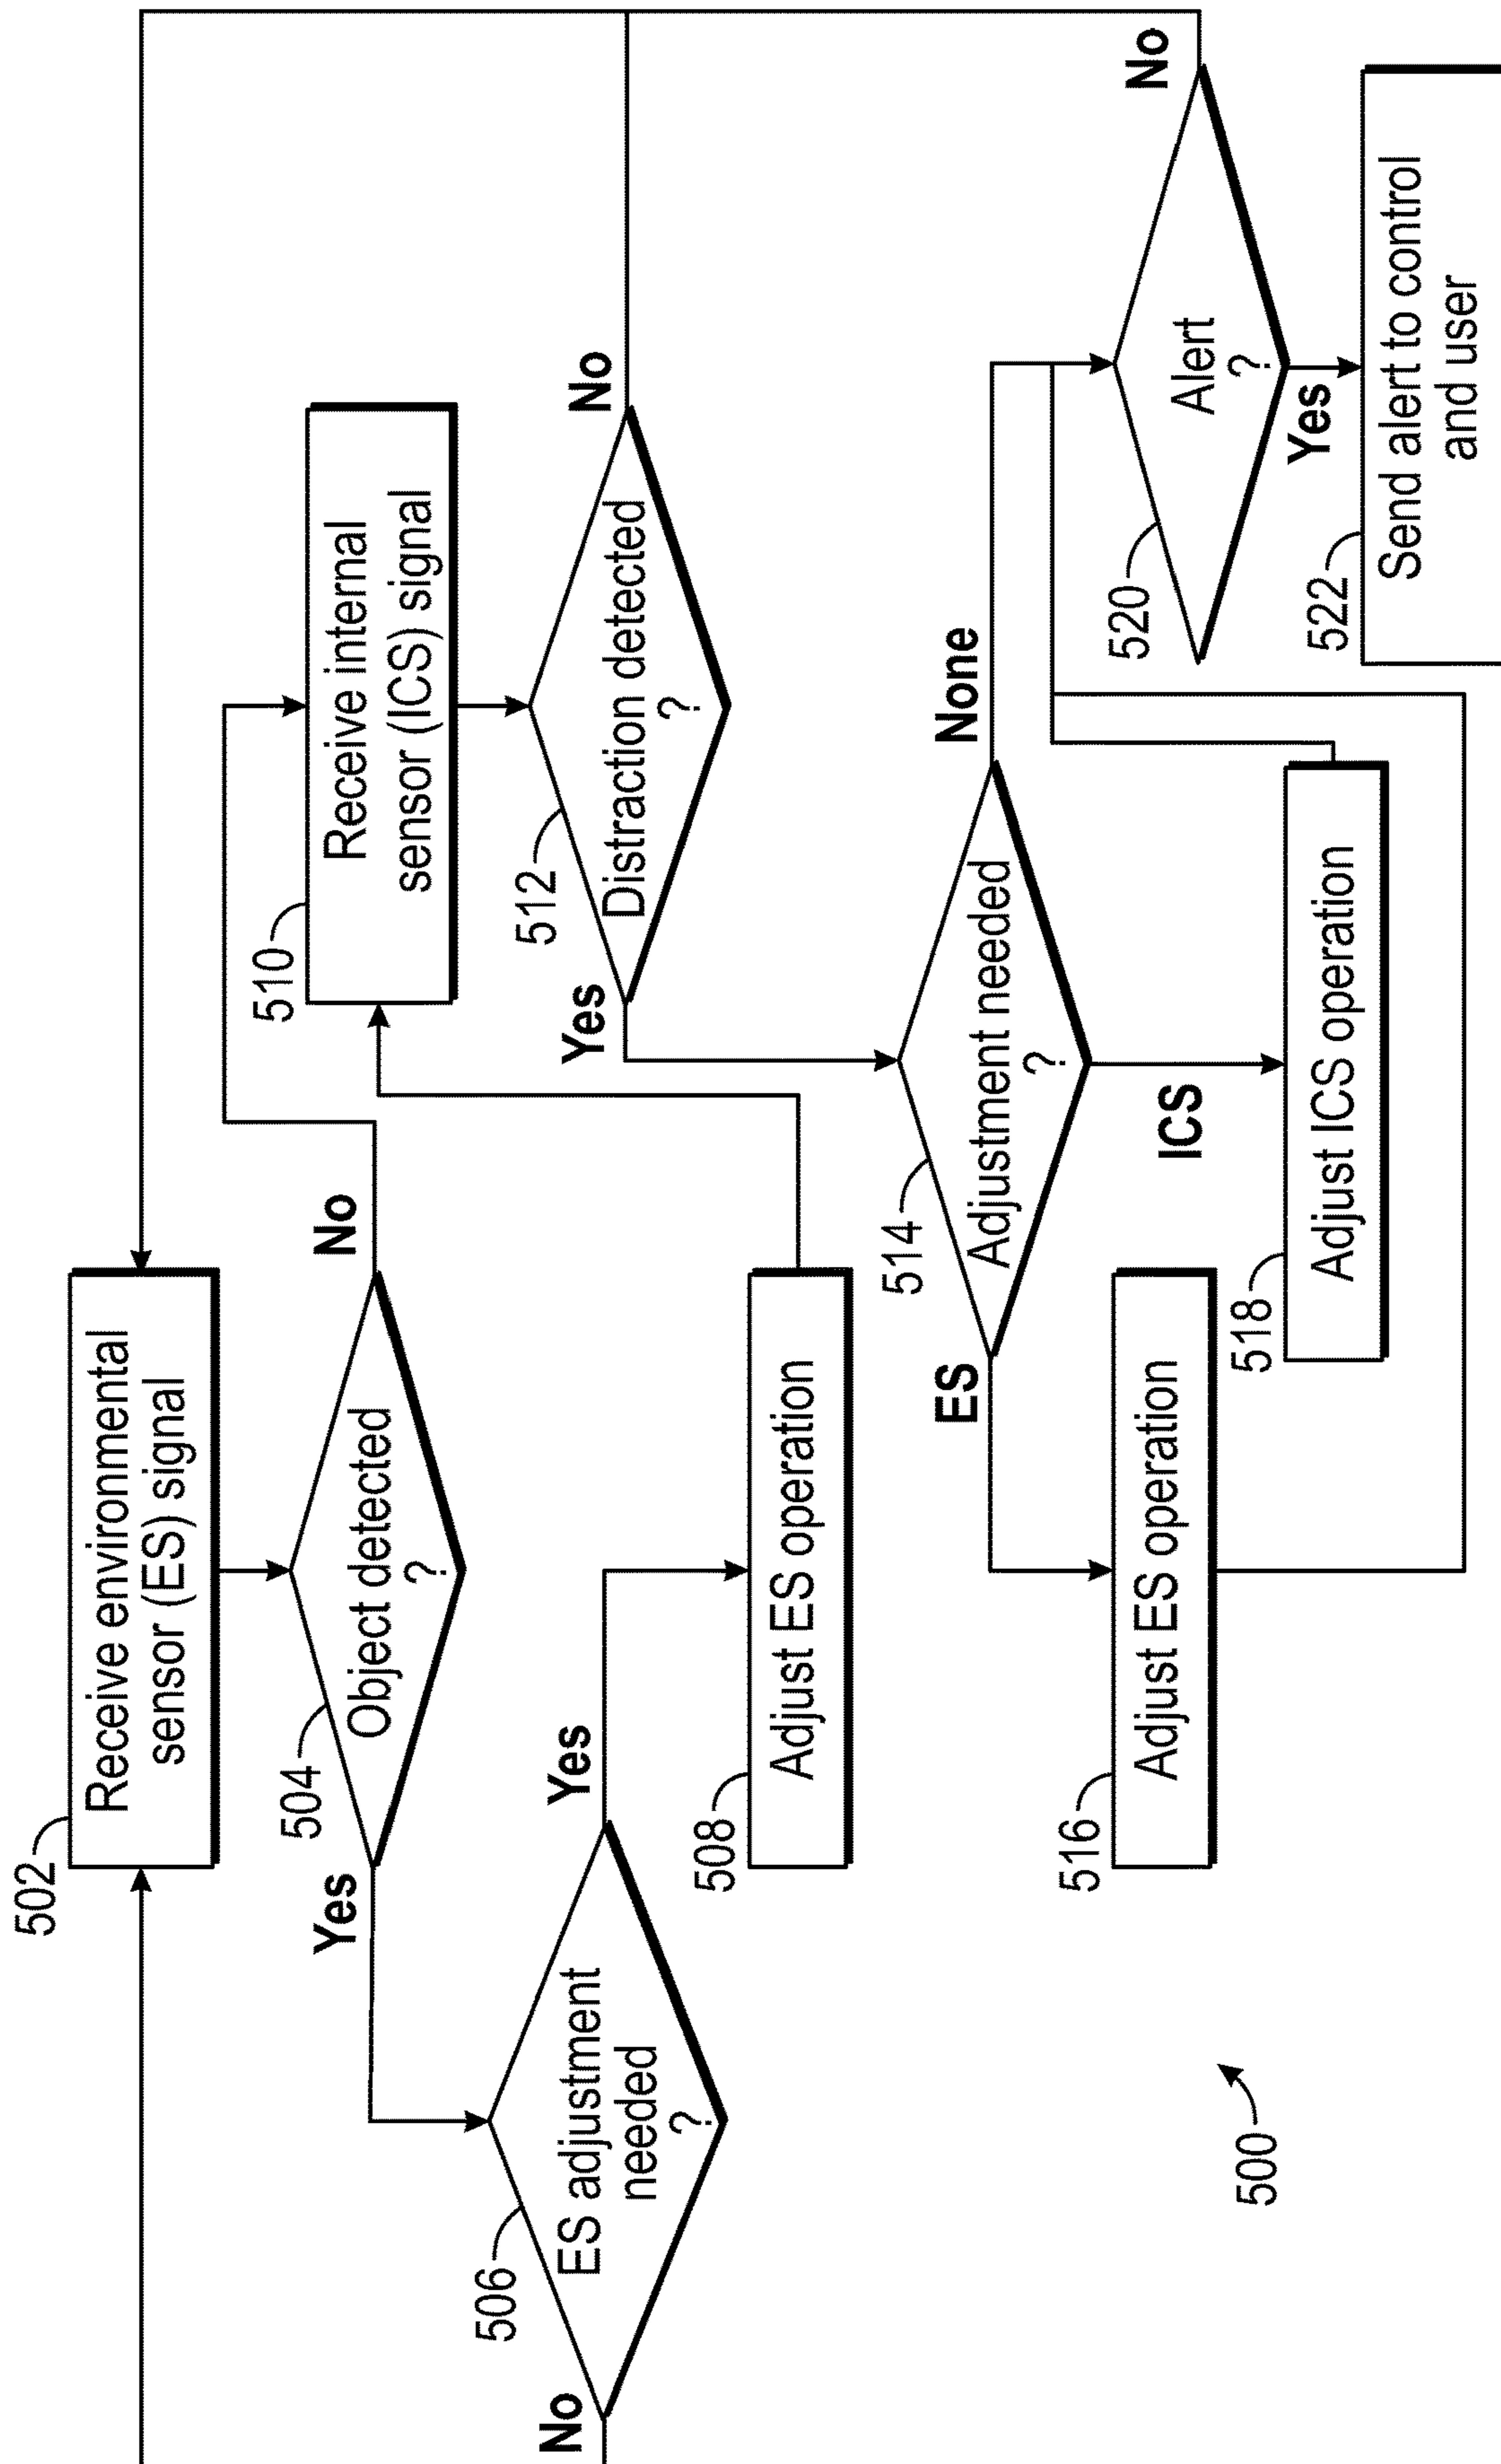 502
Receive environmental
sensor (ES) signal
504
Object detected
?
Yes
No
506
ES adjustment
needed
?
No
Yes
508
Adjust ES operation
510
Receive internal
sensor (ICS) signal
512
Distraction detected
?
Yes
No
514
Adjustment needed
?
ES
ICS
None
516
Adjust ES operation
518
Adjust ICS operation
520
Alert
?
No
Yes
522
Send alert to control
and user
500